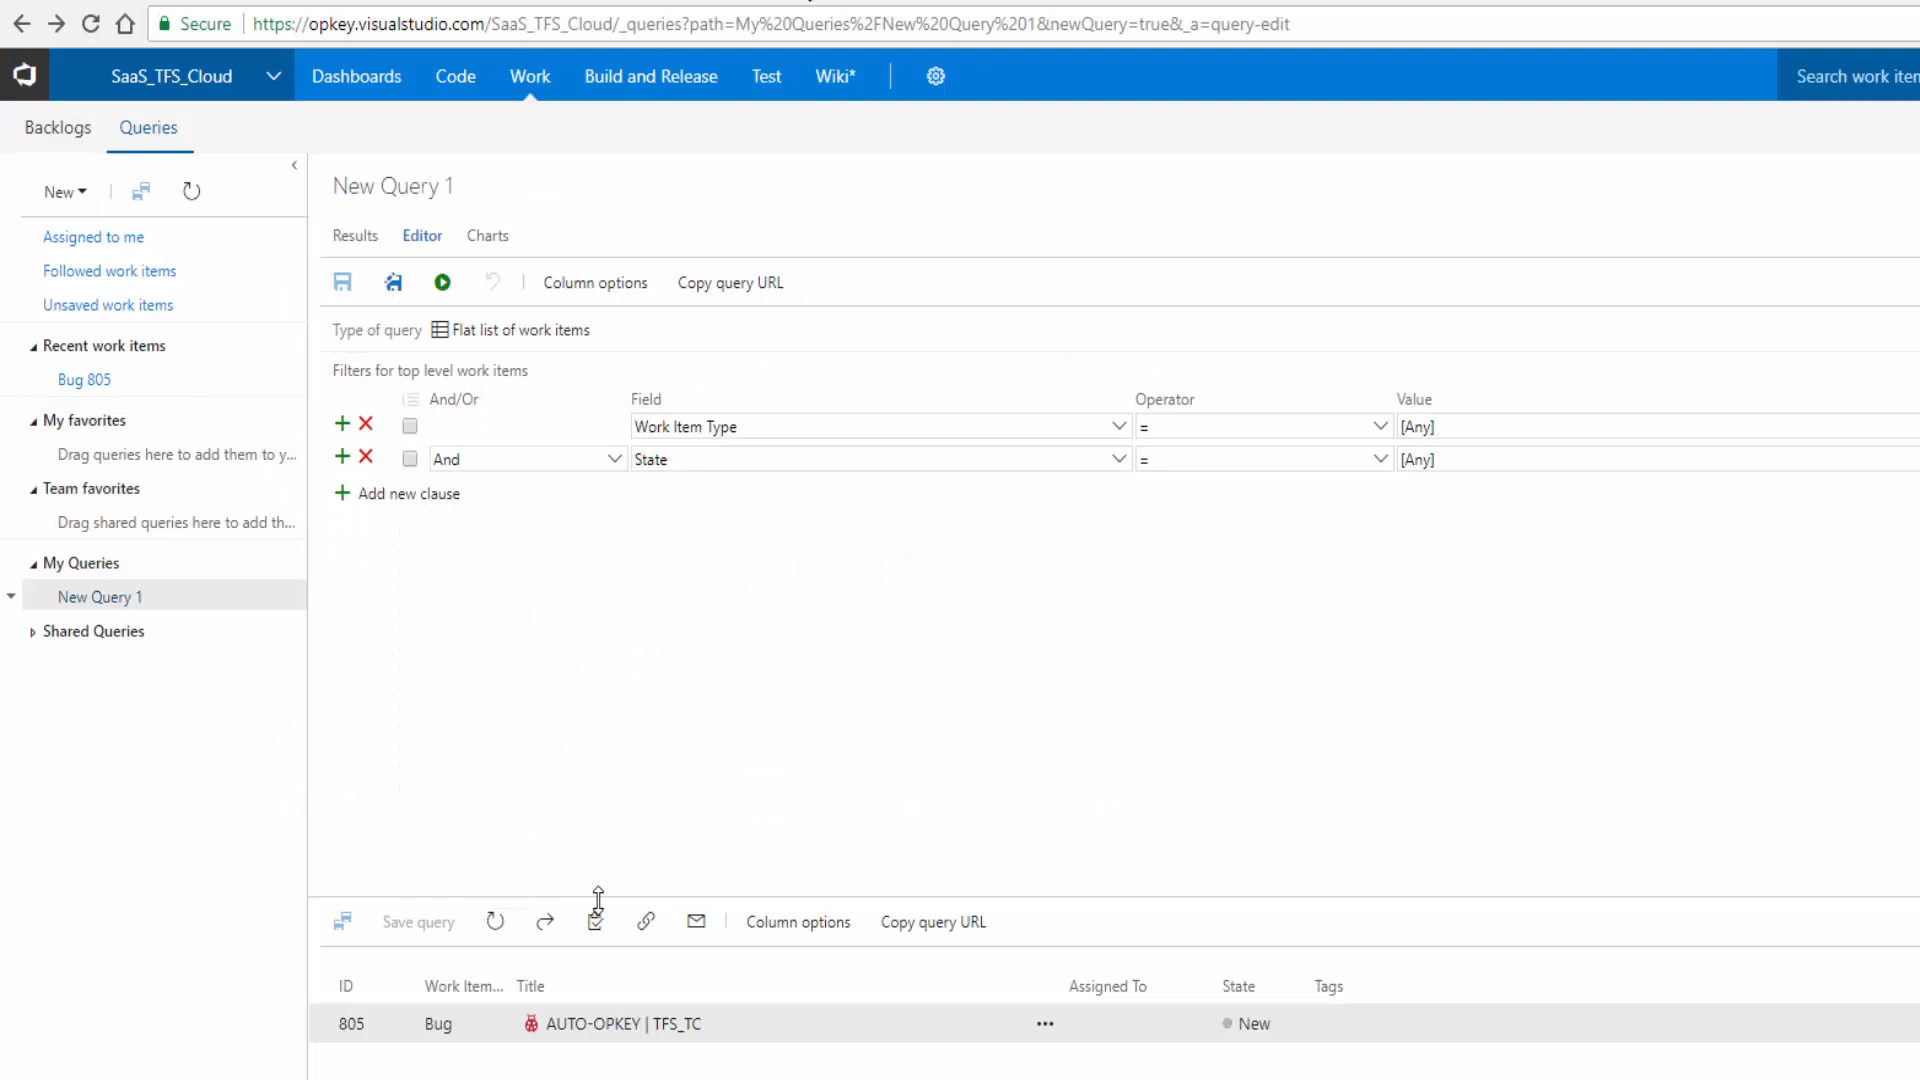 Secure https://opkey.visualstudio.com/SaaS_TFS_Cloud/_queries?path=My%20Queries%2FNew%20Query%201&newQuery=true&_a=query-edit
SaaS_TFS_Cloud Dashboards Code Work Build and Release Test Wiki* Search work iten
Backlogs Queries
New
Assigned to me
Followed work items
Unsaved work items
Recent work items
Bug 805
My favorites
Drag queries here to add them to y...
Team favorites
Drag shared queries here to add th...
My Queries
New Query 1
Shared Queries
New Query 1
Results Editor Charts
Column options Copy query URL
Type of query Flat list of work items
Filters for top level work items
And/Or Field Operator Value
Work Item Type = [Any]
And State = [Any]
Add new clause
Save query Column options Copy query URL
ID Work Item... Title Assigned To State Tags
805 Bug AUTO-OPKEY | TFS_TC ... New